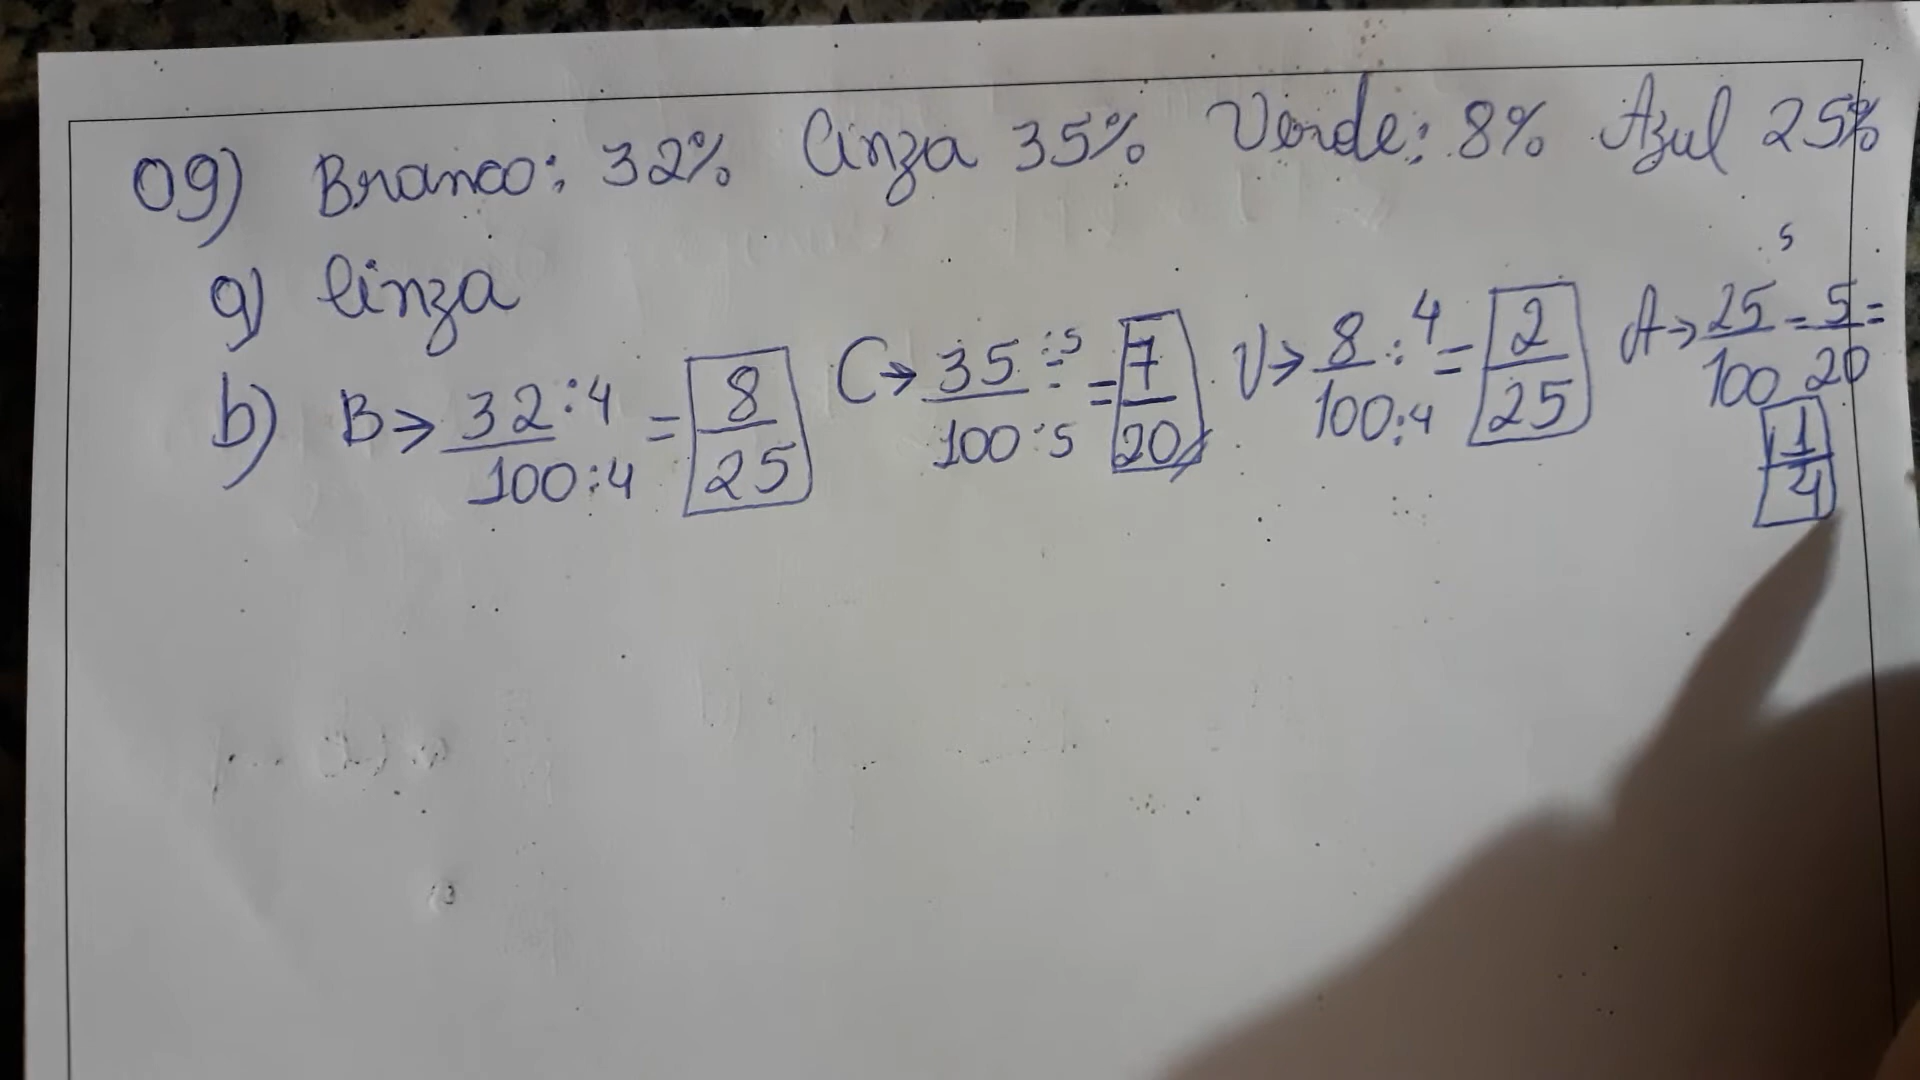 09) Branco: 32% Cinza 35% Verde: 8% Azul 25%
a) Cinza
b) B→ 32:4/100:4 = 8/25 C→ 35:5/100:5 = 7/20 V→ 8:4/100:4 = 2/25 A→ 25/100 = 5/20 =
1/4